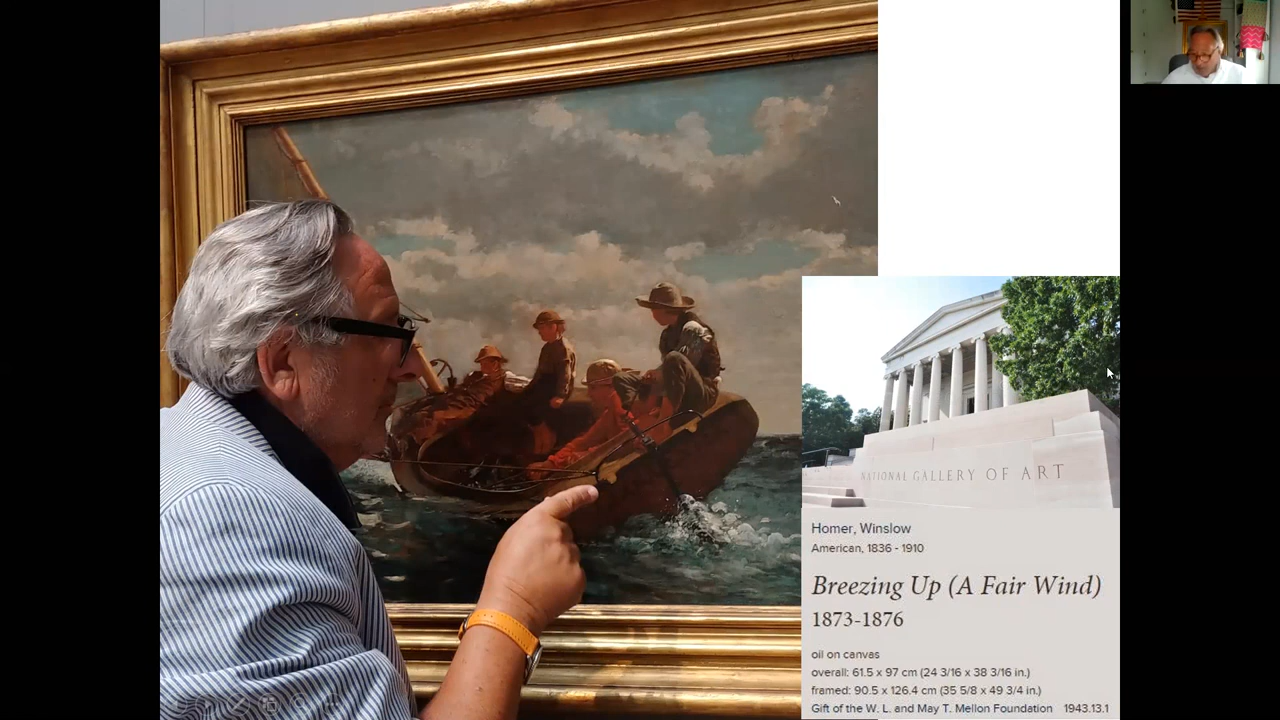 NATIONAL GALLERY OF ART
Homer, Winslow
American, 1836 - 1910
Breezing Up (A Fair Wind)
1873-1876
oil on canvas
overall: 61.5 x 97 cm (24 3/16 x 38 3/16 in.)
framed: 90.5 x 126.4 cm (35 5/8 x 49 3/4 in.)
Gift of the W. L. and May T. Mellon Foundation 1943.13.1